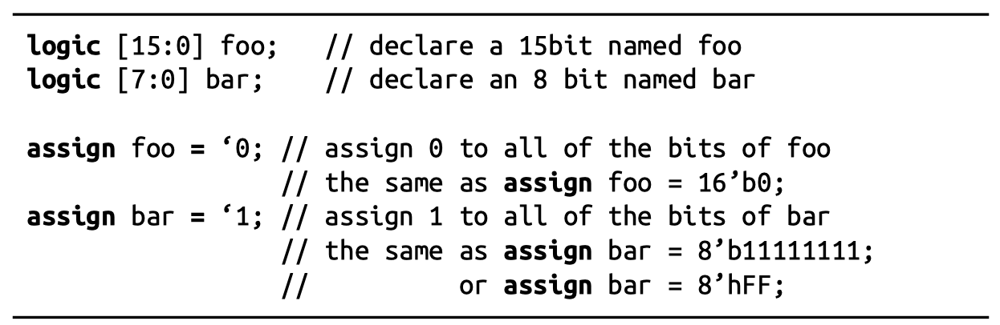 logic [15:0] foo;   // declare a 15bit named foo
logic [7:0] bar;    // declare an 8 bit named bar
assign foo = ‘0; // assign 0 to all of the bits of foo
// the same as assign foo = 16’b0;
assign bar = ‘1; // assign 1 to all of the bits of bar
// the same as assign bar = 8’b11111111;
//         or assign bar = 8’hFF;